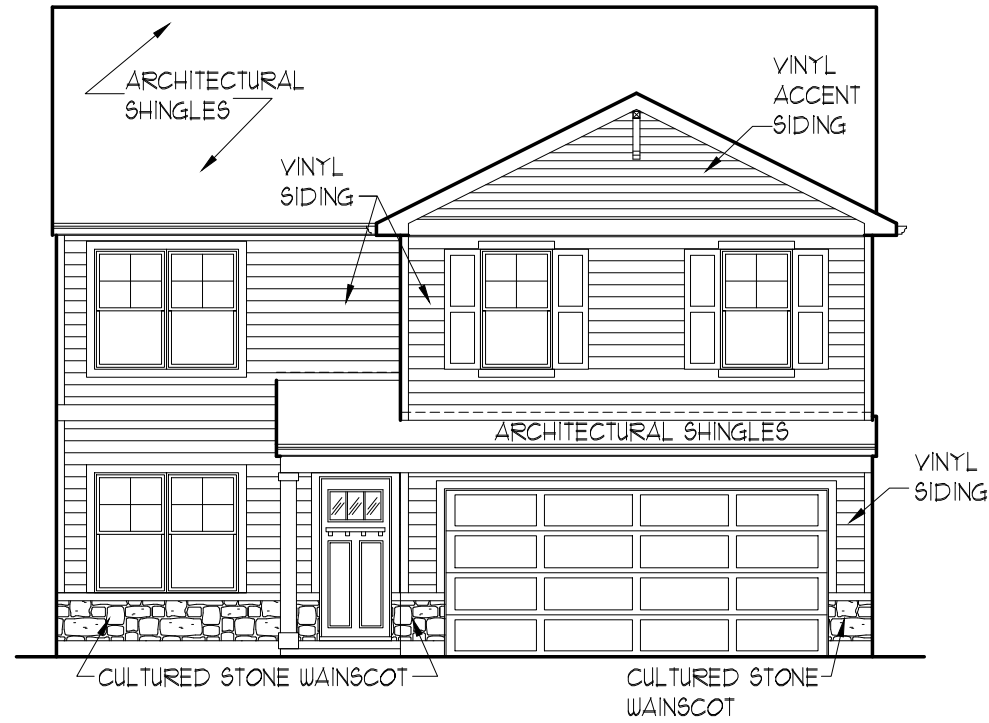 ARCHITECTURAL
SHINGLES
VINYL
ACCENT
SIDING
VINYL
SIDING
ARCHITECTURAL SHINGLES
VINYL
SIDING
CULTURED STONE WAINSCOT
CULTURED STONE
WAINSCOT